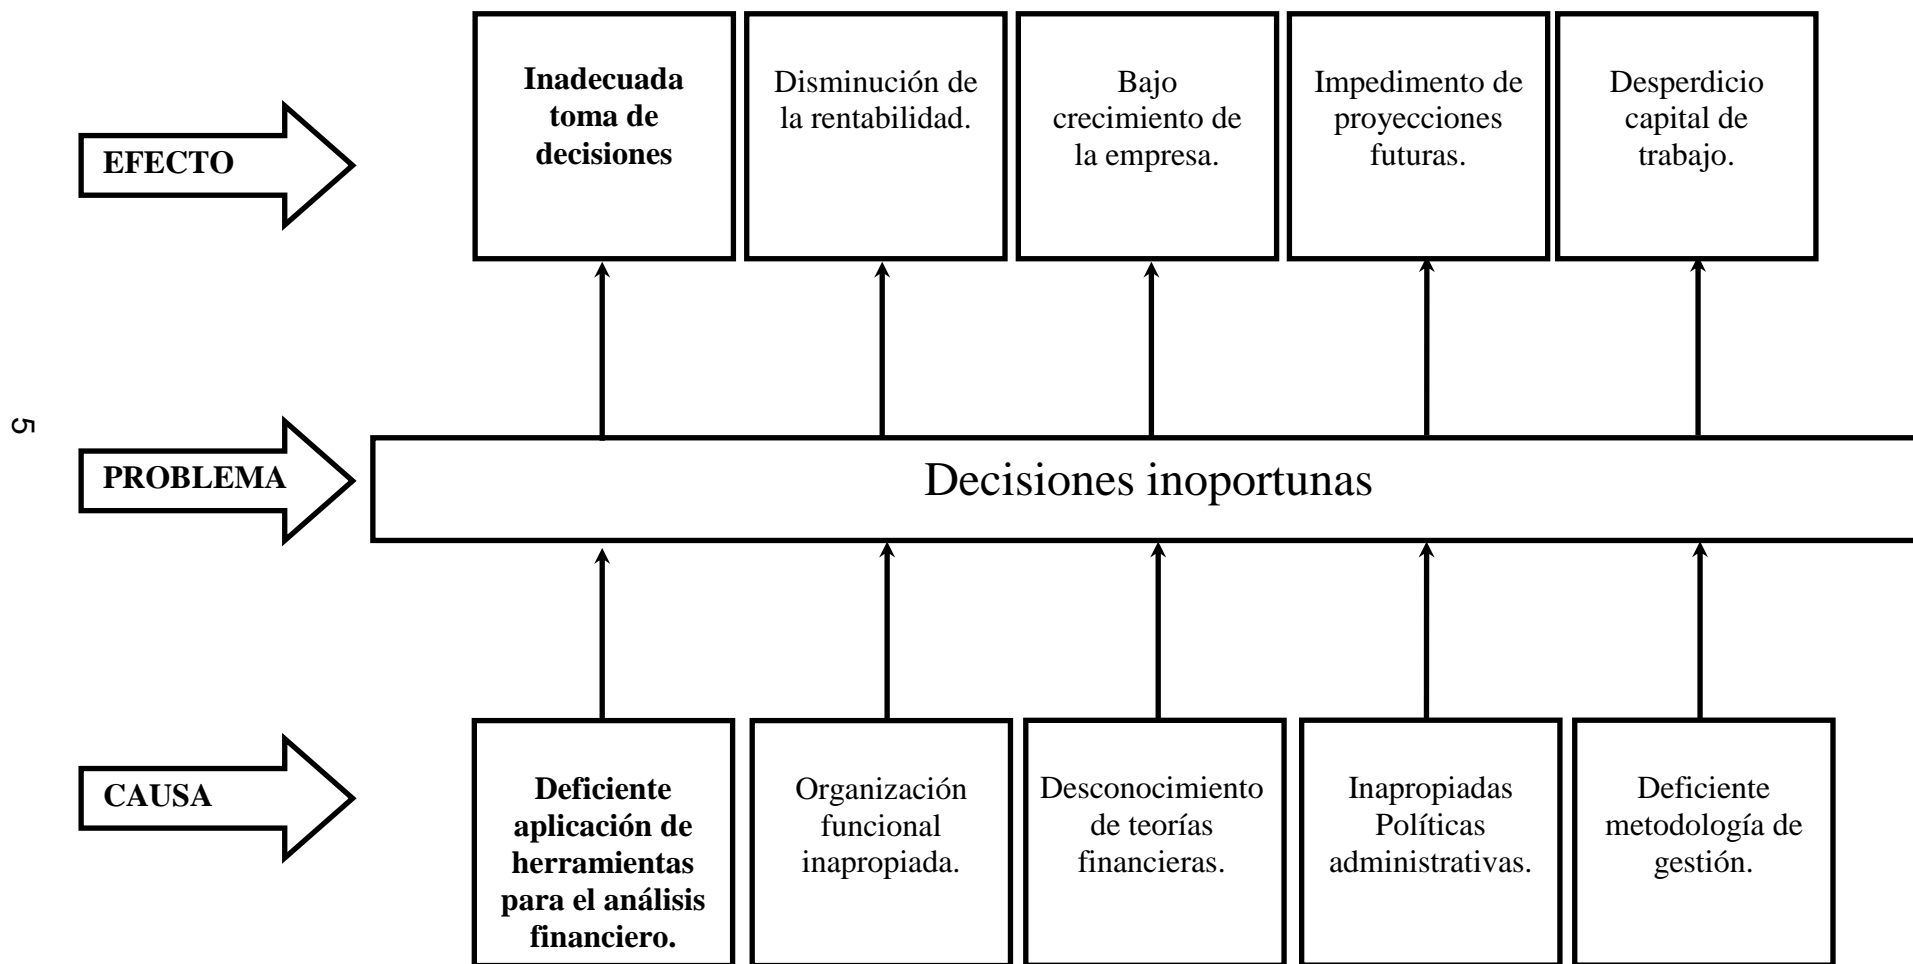 Inadecuada
toma de
decisiones
Disminución de
la rentabilidad.
Bajo
crecimiento de
la empresa.
Impedimento de
proyecciones
futuras.
Desperdicio
capital de
trabajo.
EFECTO
5
PROBLEMA
Decisiones inoportunas
CAUSA
Deficiente
aplicación de
herramientas
para el análisis
financiero.
Organización
funcional
inapropiada.
Desconocimiento
de teorías
financieras.
Inapropiadas
Políticas
administrativas.
Deficiente
metodología de
gestión.